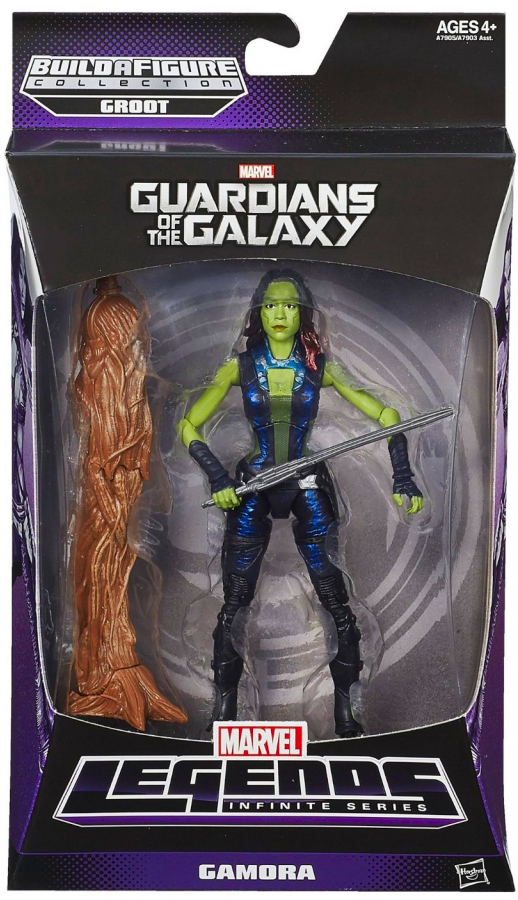 BUILD A FIGURE
COLLECTION
GROOT
AGES 4+
A7905/A7903 Asst.
MARVEL
GUARDIANS
OF THE GALAXY
MARVEL
LEGENDS
INFINITE SERIES
GAMORA
Hasbro